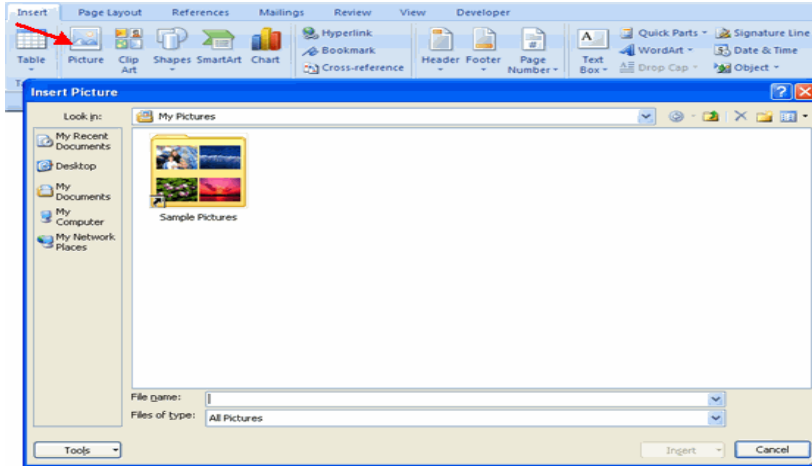 Insert Page Layout References Mailings Review View Developer
Table
Picture
Clip Art
Shapes
SmartArt
Chart
Hyperlink
Bookmark
Cross-reference
Header
Footer
Page Number
Text Box
Quick Parts
WordArt
Drop Cap
Signature Line
Date & Time
Object
Insert Picture
Look in: My Pictures
My Recent Documents
Desktop
My Documents
My Computer
My Network Places
Sample Pictures
File name:
Files of type: All Pictures
Tools Insert Cancel